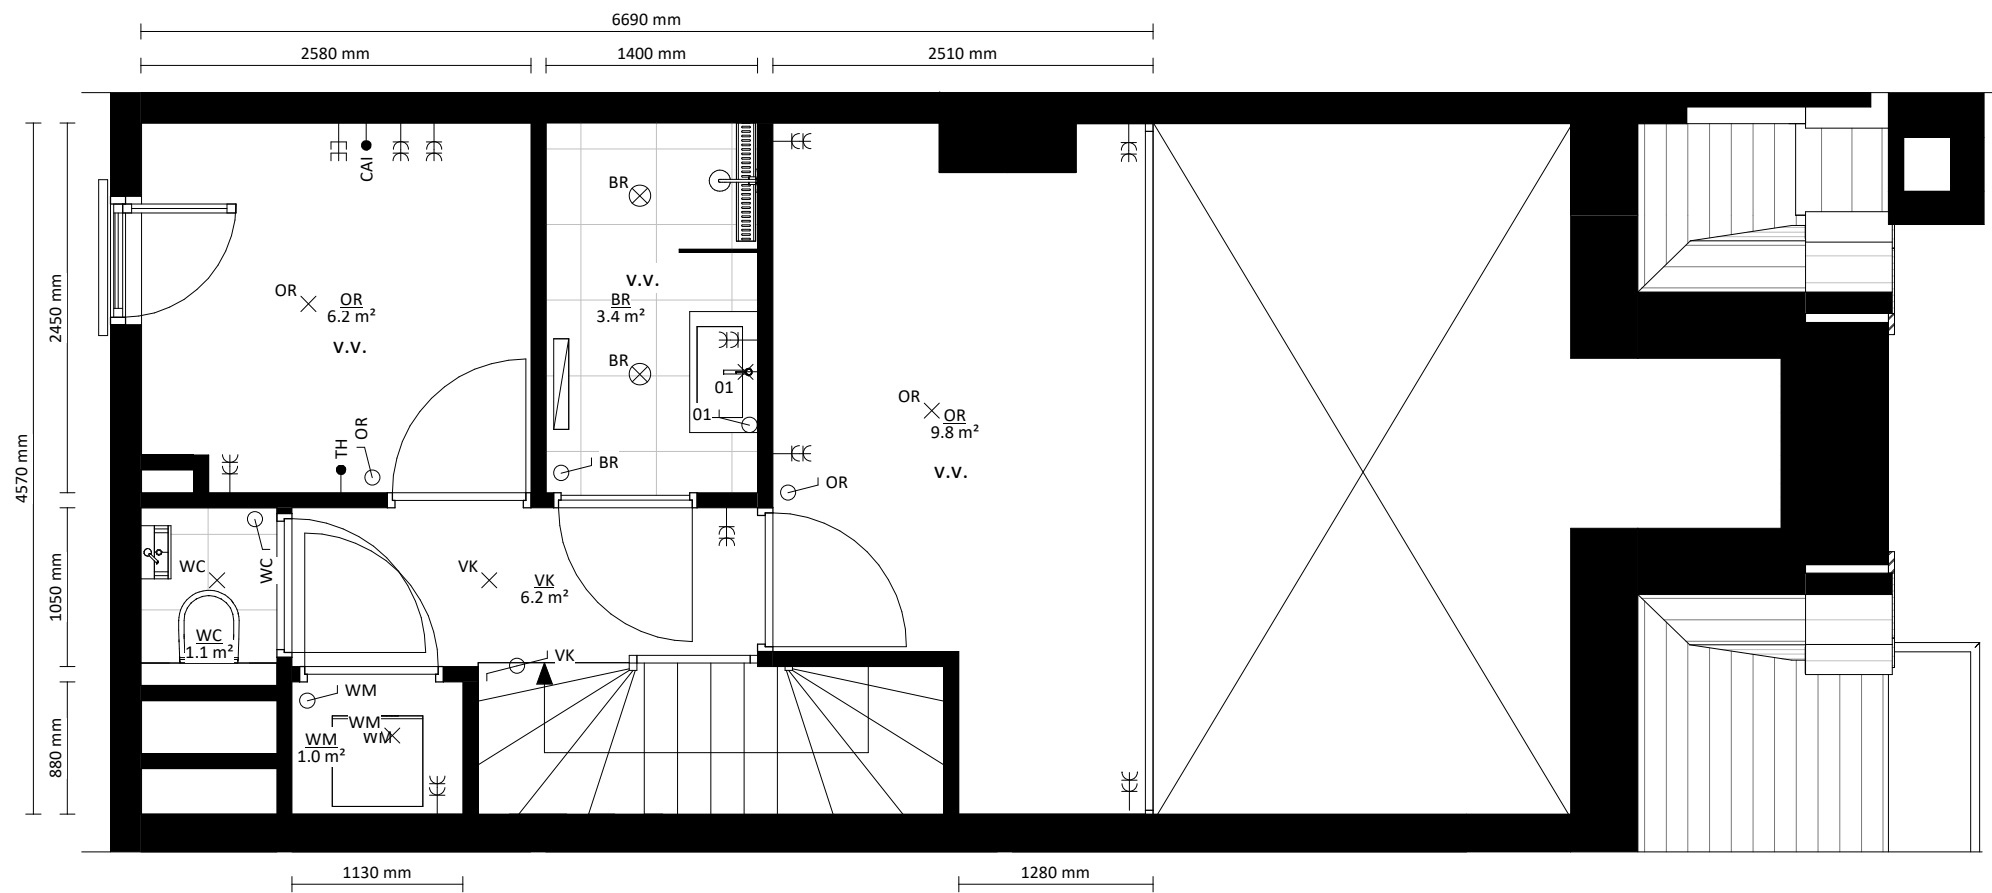 6690 mm
2580 mm
1400 mm
2510 mm
CAI
BR
OR
OR
6.2 m²
v.v.
v.v.
BR
3.4 m²
BR
01
01
OR
OR
9.8 m²
v.v.
TH
OR
BR
OR
2450 mm
4570 mm
1050 mm
880 mm
WC
WC
WC
1.1 m²
VK
VK
6.2 m²
VK
WM
WM
WM
WM
1.0 m²
1130 mm
1280 mm